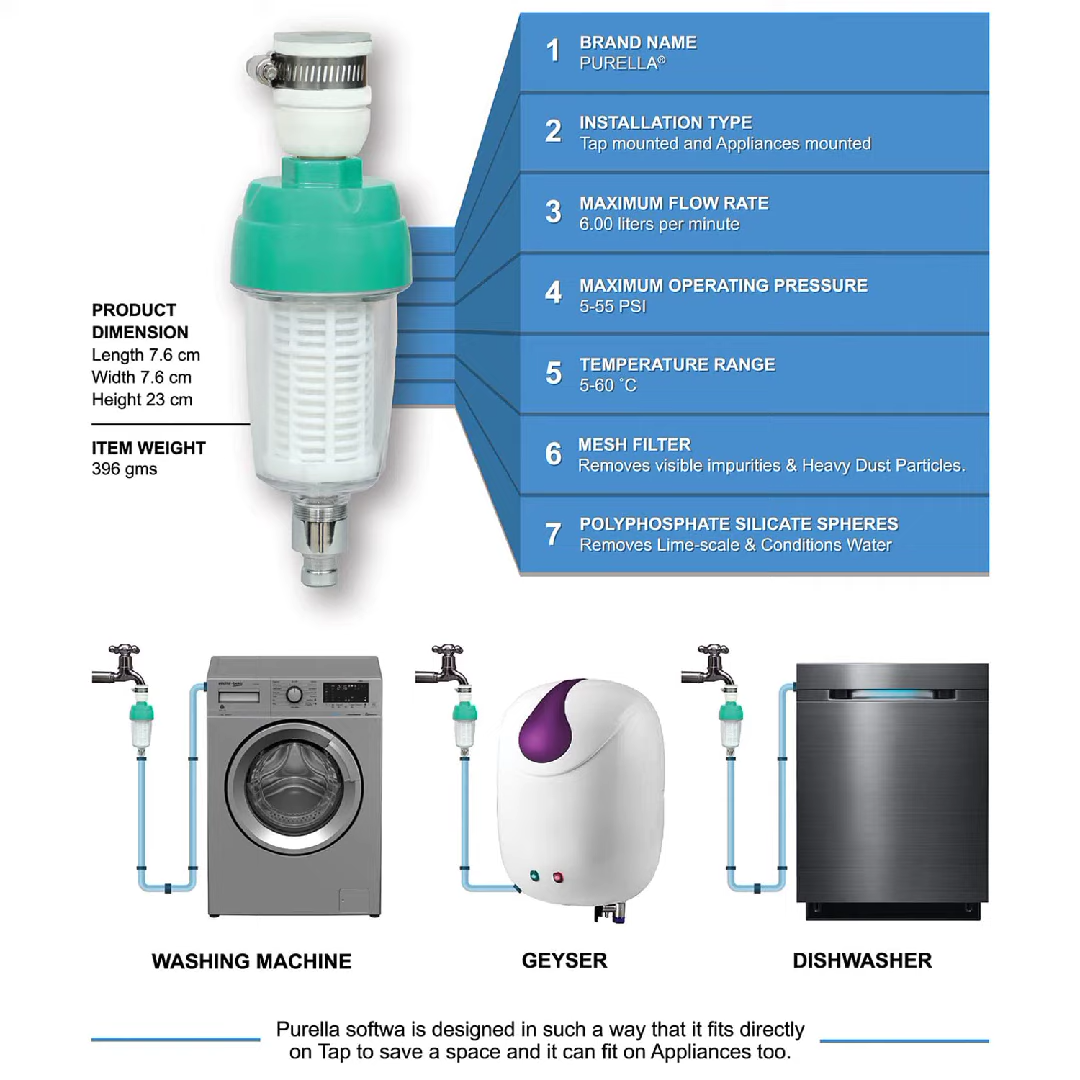 1
BRAND NAME
PURELLA®
2
INSTALLATION TYPE
Tap mounted and Appliances mounted
3
MAXIMUM FLOW RATE
6.00 liters per minute
4
MAXIMUM OPERATING PRESSURE
5-55 PSI
5
TEMPERATURE RANGE
5-60 ˚C
6
MESH FILTER
Removes visible impurities & Heavy Dust Particles.
7
POLYPHOSPHATE SILICATE SPHERES
Removes Lime-scale & Conditions Water
PRODUCT
DIMENSION
Length 7.6 cm
Width 7.6 cm
Height 23 cm
ITEM WEIGHT
396 gms
WASHING MACHINE
GEYSER
DISHWASHER
Purella softwa is designed in such a way that it fits directly
on Tap to save a space and it can fit on Appliances too.